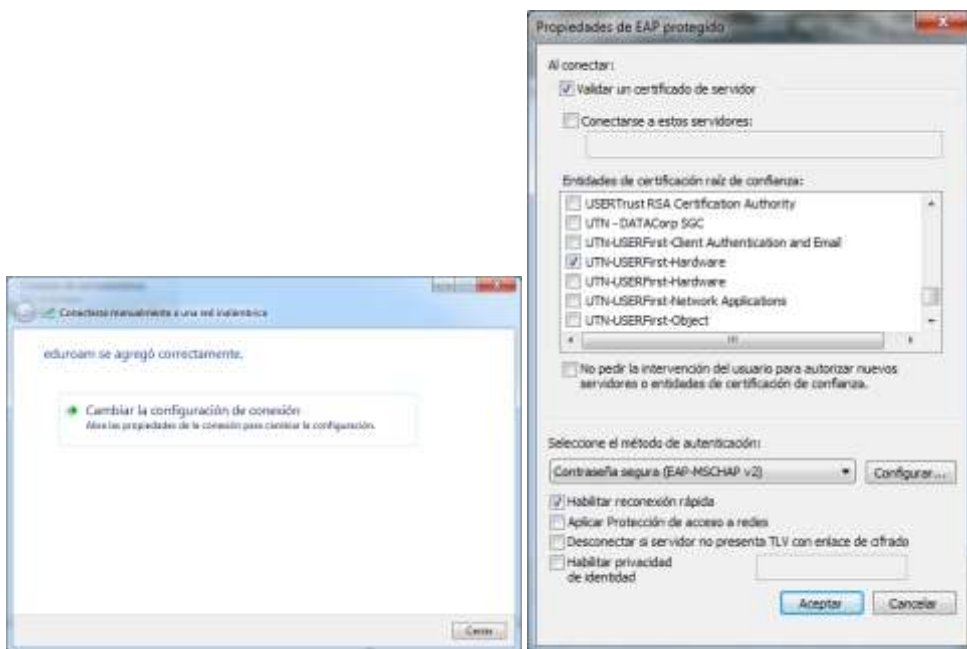 Conectarse manualmente a una red inalámbrica
eduroam se agregó correctamente.
Cambiar la configuración de conexión
Abra las propiedades de la conexión para cambiar la configuración.
Cerrar
Propiedades de EAP protegido
Al conectar:
Validar un certificado de servidor
Conectarse a estos servidores:
Entidades de certificación raíz de confianza:
USERTrust RSA Certification Authority
UTN - DATACorp SGC
UTN-USERFirst-Client Authentication and Email
UTN-USERFirst-Hardware
UTN-USERFirst-Hardware
UTN-USERFirst-Network Applications
UTN-USERFirst-Object
No pedir la intervención del usuario para autorizar nuevos
servidores o entidades de certificación de confianza.
Seleccione el método de autenticación:
Contraseña segura (EAP-MSCHAP v2)
Configurar...
Habilitar reconexión rápida
Aplicar Protección de acceso a redes
Desconectar si servidor no presenta TLV con enlace de cifrado
Habilitar privacidad
de identidad
Aceptar
Cancelar